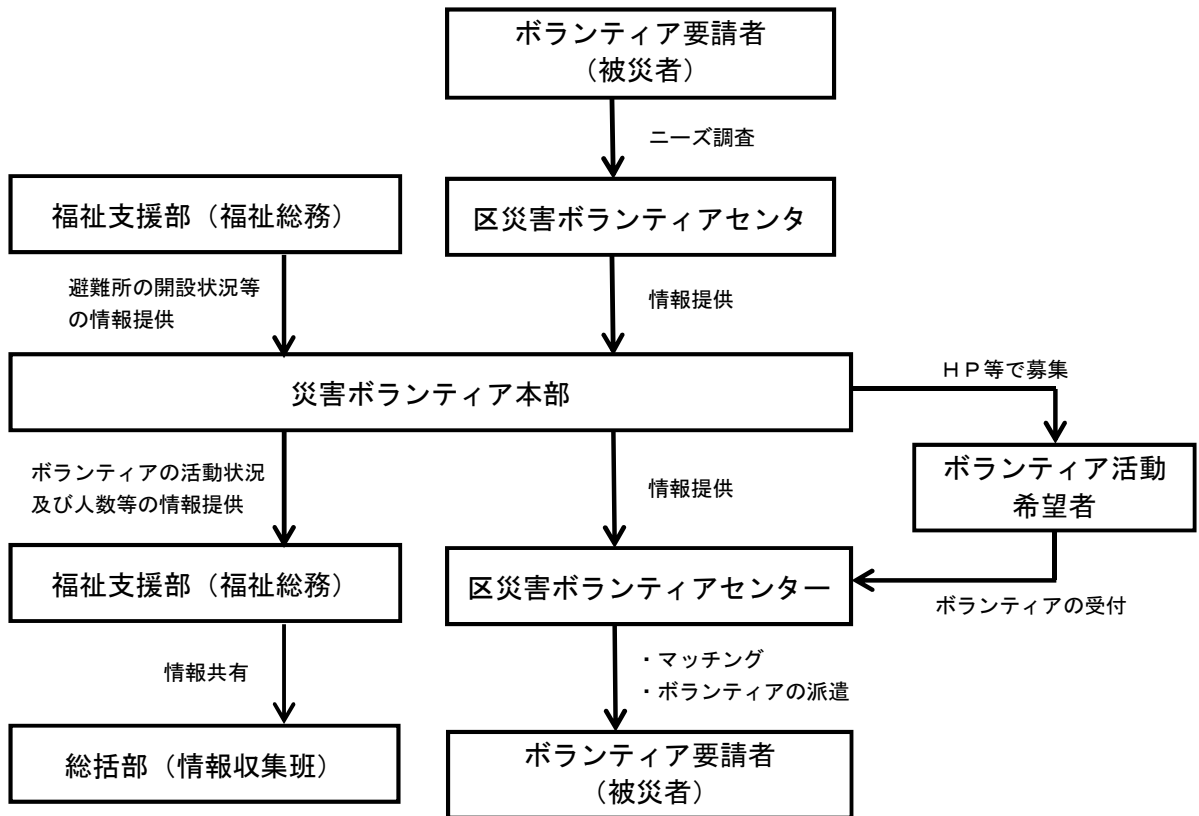 ボランティア要請者
（被災者）
ニーズ調査
福祉支援部（福祉総務）
区災害ボランティアセンタ
避難所の開設状況等
の情報提供
情報提供
災害ボランティア本部
ＨＰ等で募集
ボランティアの活動状況
及び人数等の情報提供
情報提供
ボランティア活動
希望者
福祉支援部（福祉総務）
区災害ボランティアセンター
ボランティアの受付
情報共有
・マッチング
・ボランティアの派遣
総括部（情報収集班）
ボランティア要請者
（被災者）